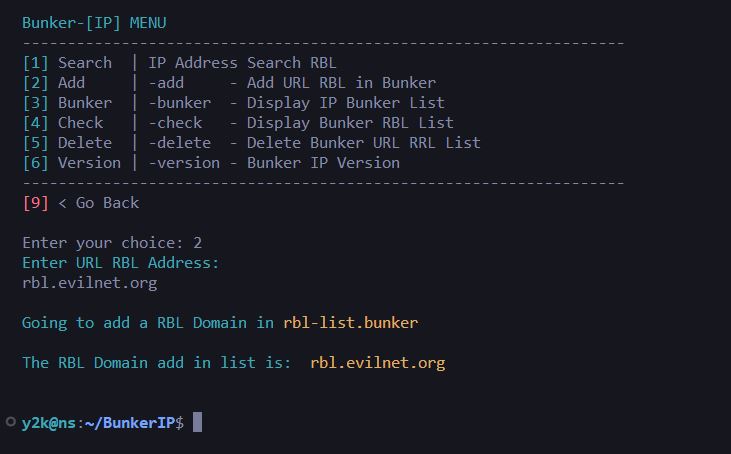 Bunker-[IP] MENU
-------------------------------------------------------------------
[1] Search  | IP Address Search RBL
[2] Add     | -add     - Add URL RBL in Bunker
[3] Bunker  | -bunker  - Display IP Bunker List
[4] Check   | -check   - Display Bunker RBL List
[5] Delete  | -delete  - Delete Bunker URL RRL List
[6] Version | -version - Bunker IP Version
-------------------------------------------------------------------
[9] < Go Back
Enter your choice: 2
Enter URL RBL Address:
rbl.evilnet.org
Going to add a RBL Domain in rbl-list.bunker
The RBL Domain add in list is:  rbl.evilnet.org
y2k@ns:~/BunkerIP$